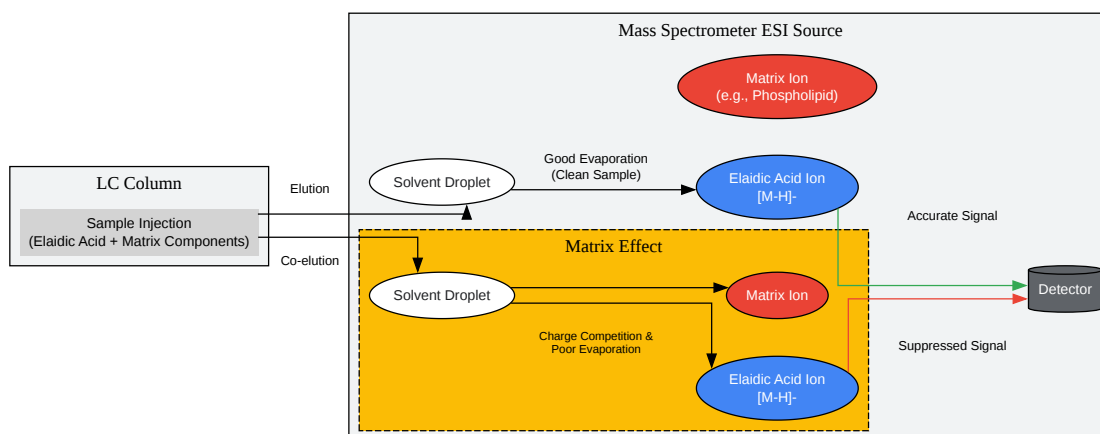 Mass Spectrometer ESI Source
Matrix Ion
(e.g., Phospholipid)
LC Column
Sample Injection
(Elaidic Acid + Matrix Components)
Elution
Co-elution
Solvent Droplet
Good Evaporation
(Clean Sample)
Elaidic Acid Ion
[M-H]-
Accurate Signal
Matrix Effect
Solvent Droplet
Matrix Ion
Charge Competition &
Poor Evaporation
Elaidic Acid Ion
[M-H]-
Detector
Suppressed Signal